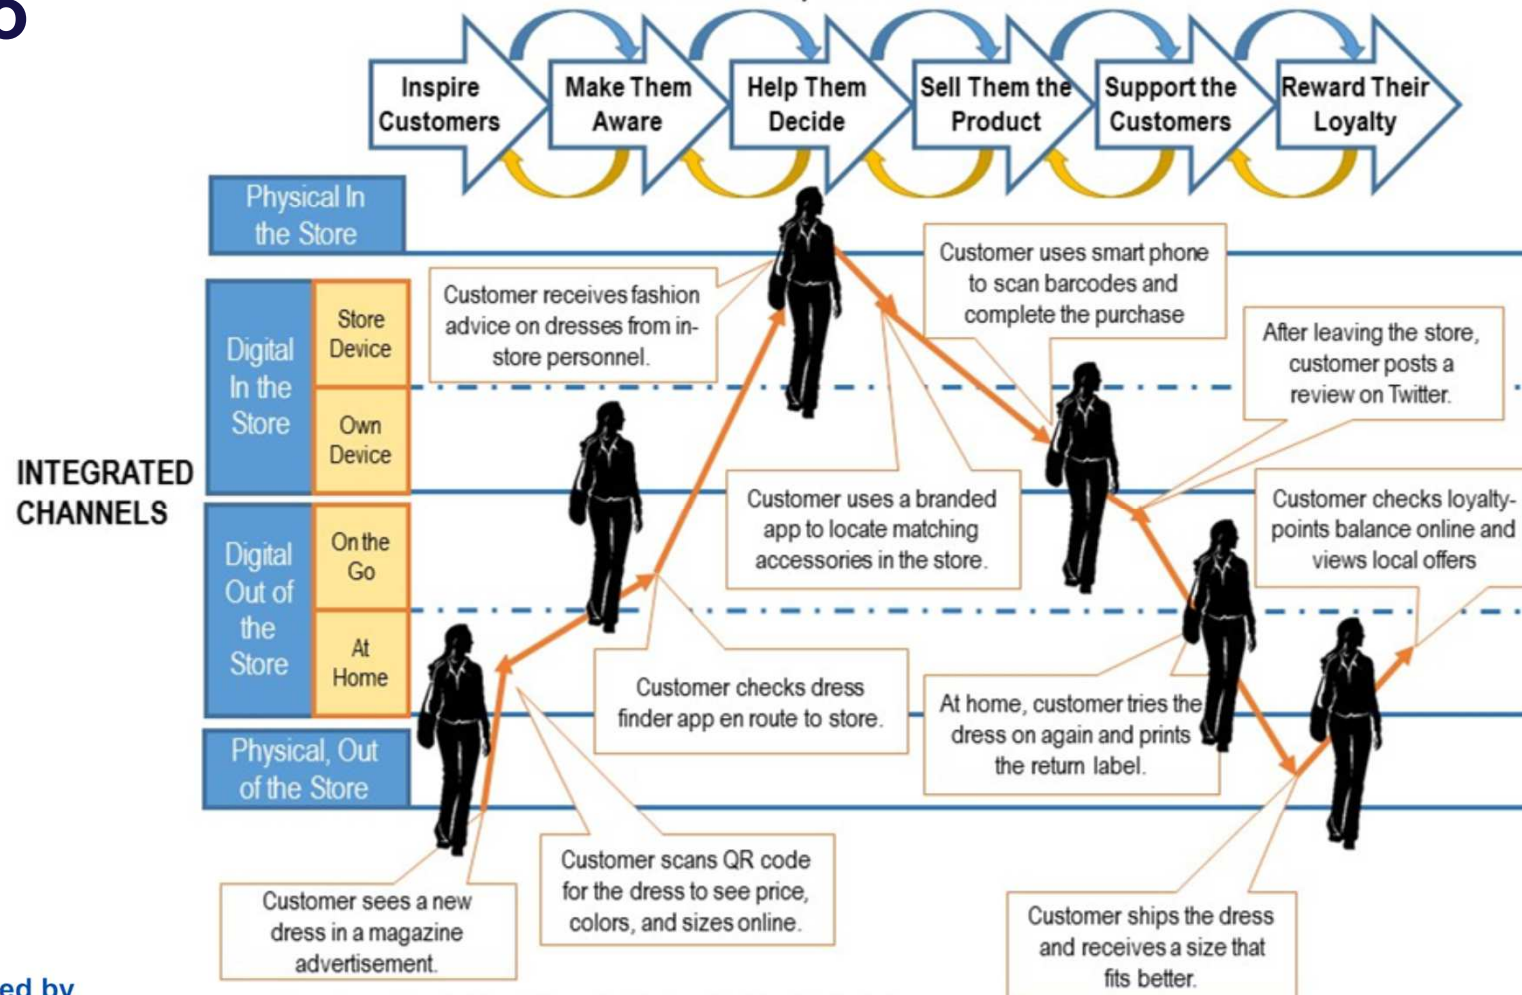 Inspire
Customers
Make Them
Aware
Help Them
Decide
Sell Them the
Product
Support the
Customers
Reward Their
Loyalty
Physical In
the Store
Digital
In the
Store
Store
Device
Own
Device
INTEGRATED
CHANNELS
Digital
Out of
the
Store
On the
Go
At
Home
Physical, Out
of the Store
Customer receives fashion
advice on dresses from in-
store personnel.
Customer uses smart phone
to scan barcodes and
complete the purchase
After leaving the store,
customer posts a
review on Twitter.
Customer uses a branded
app to locate matching
accessories in the store.
Customer checks loyalty-
points balance online and
views local offers
Customer checks dress
finder app en route to store.
At home, customer tries the
dress on again and prints
the return label.
Customer scans QR code
for the dress to see price,
colors, and sizes online.
Customer sees a new
dress in a magazine
advertisement.
Customer ships the dress
and receives a size that
fits better.
ed by